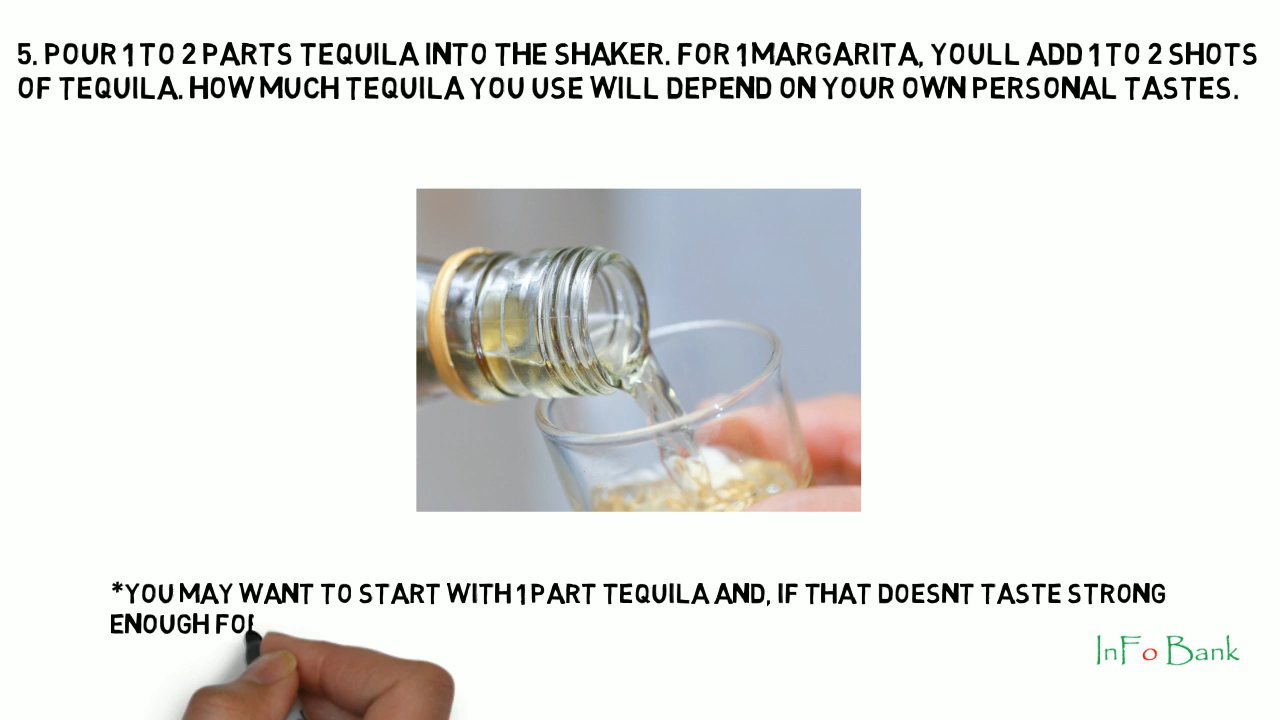 5. POUR 1 TO 2 PARTS TEQUILA INTO THE SHAKER. FOR 1 MARGARITA, YOULL ADD 1 TO 2 SHOTS
OF TEQUILA. HOW MUCH TEQUILA YOU USE WILL DEPEND ON YOUR OWN PERSONAL TASTES.
*YOU MAY WANT TO START WITH 1 PART TEQUILA AND, IF THAT DOESNT TASTE STRONG
ENOUGH FO
InFo Bank